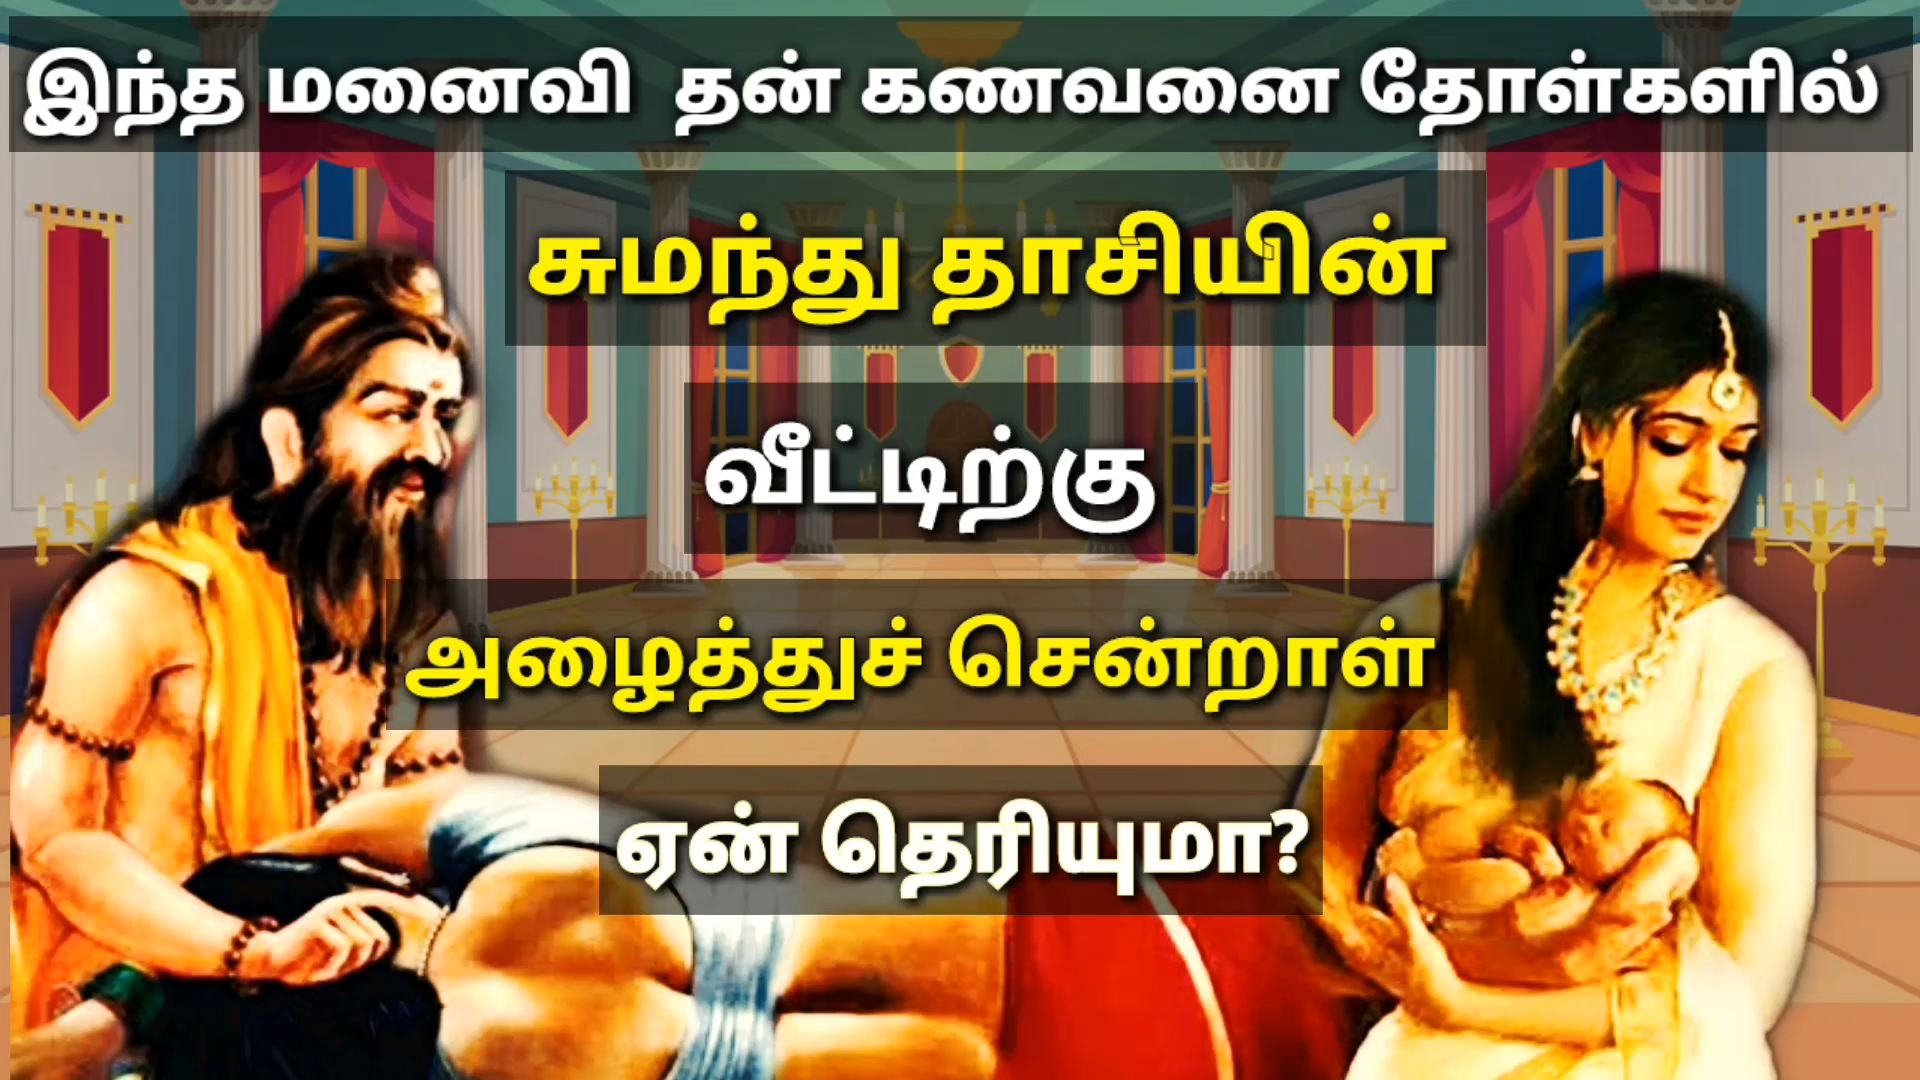 இந்த மனைவி தன் கணவனை தோள்களில்
சுமந்து தாசியின்
வீட்டிற்கு
அழைத்துச் சென்றாள்
ஏன் தெரியுமா?